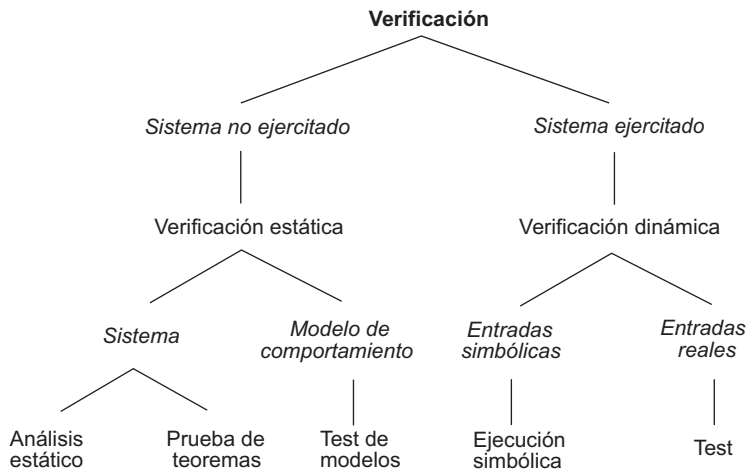 Verificación
Sistema no ejercitado
Sistema ejercitado
Verificación estática
Verificación dinámica
Sistema
Modelo de
comportamiento
Entradas
simbólicas
Entradas
reales
Análisis
estático
Prueba de
teoremas
Test de
modelos
Ejecución
simbólica
Test